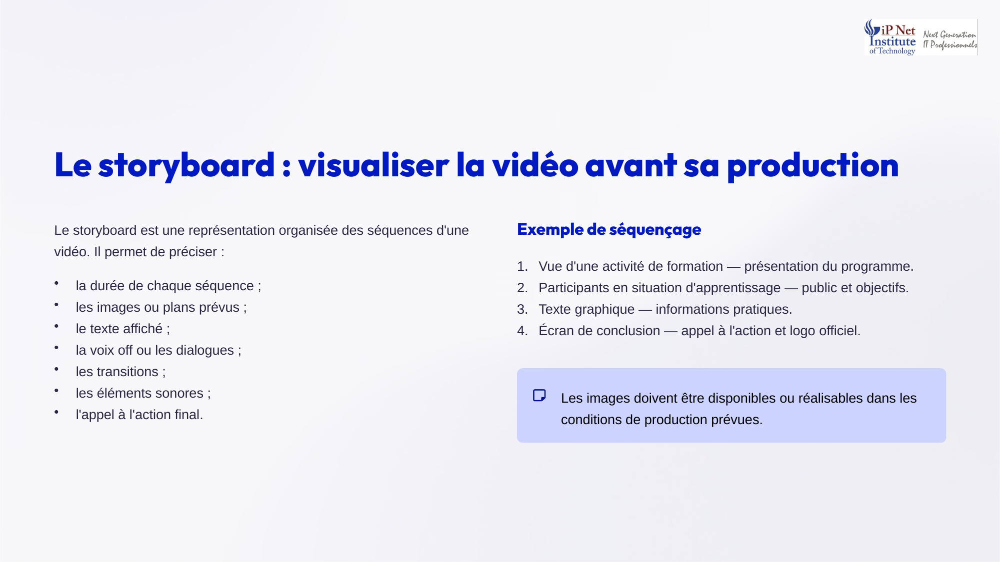 iP Net
Institute
of Technology
Next Generation
IT Professionnels
Le storyboard : visualiser la vidéo avant sa production
Le storyboard est une représentation organisée des séquences d'une
vidéo. Il permet de préciser :
• la durée de chaque séquence ;
• les images ou plans prévus ;
• le texte affiché ;
• la voix off ou les dialogues ;
• les transitions ;
• les éléments sonores ;
• l'appel à l'action final.
Exemple de séquençage
1. Vue d'une activité de formation — présentation du programme.
2. Participants en situation d'apprentissage — public et objectifs.
3. Texte graphique — informations pratiques.
4. Écran de conclusion — appel à l'action et logo officiel.
Les images doivent être disponibles ou réalisables dans les
conditions de production prévues.